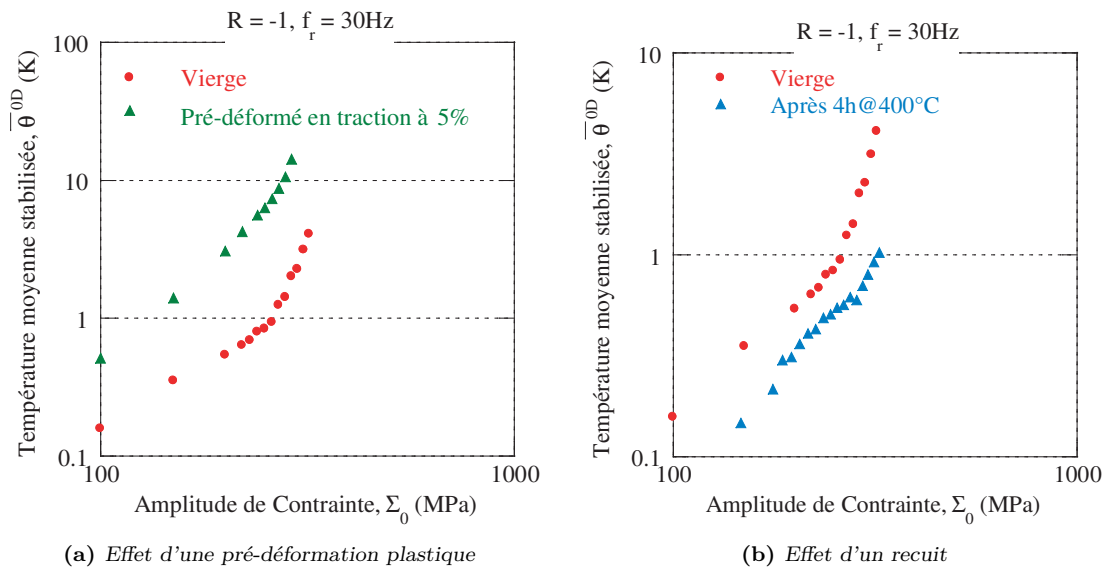 R = -1, f_r = 30Hz
100
10
1
0.1
Température moyenne stabilisée, θ̅^0D (K)
Vierge
Pré-déformé en traction à 5%
100
1000
Amplitude de Contrainte, Σ_0 (MPa)
(a) Effet d'une pré-déformation plastique
R = -1, f_r = 30Hz
10
1
0.1
Température moyenne stabilisée, θ̅^0D (K)
Vierge
Après 4h@400°C
100
1000
Amplitude de Contrainte, Σ_0 (MPa)
(b) Effet d'un recuit